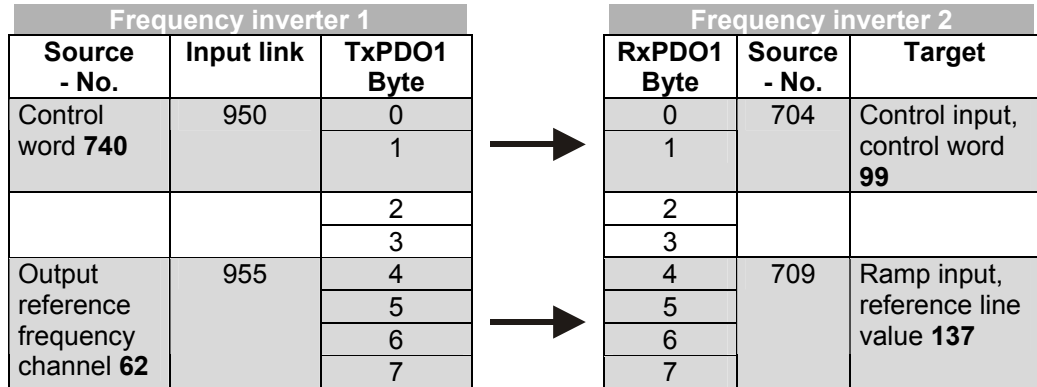 Frequency inverter 1
Source - No. Input link TxPDO1 Byte
Control word 740 950 0
1
2
3
Output reference frequency channel 62 955 4
5
6
7
Frequency inverter 2
RxPDO1 Byte Source - No. Target
0 704 Control input, control word 99
1
2
3
4 709 Ramp input, reference line value 137
5
6
7